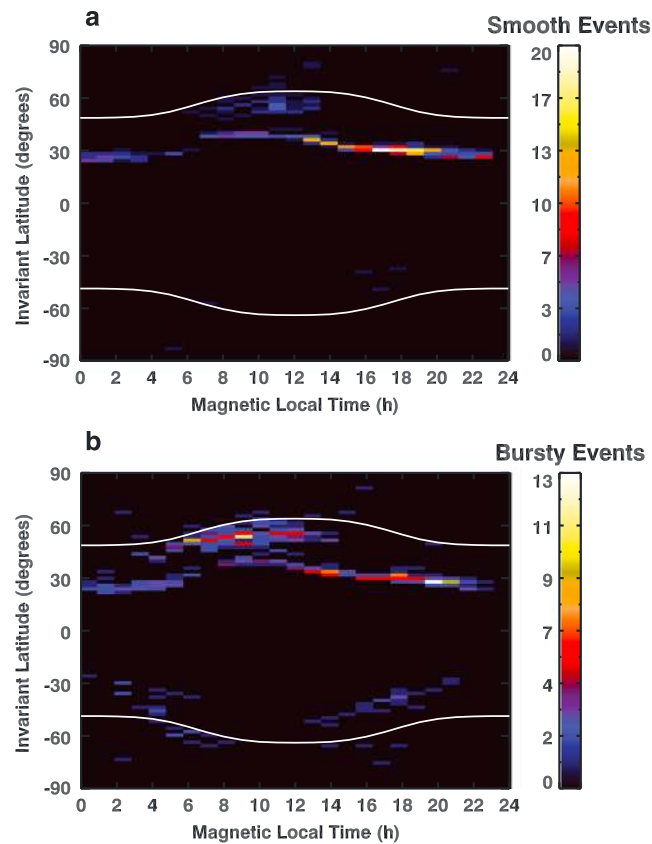 a
Smooth Events
90
60
30
0
-30
-60
-90
0 2 4 6 8 10 12 14 16 18 20 22 24
Magnetic Local Time (h)
Invariant Latitude (degrees)
20
17
13
10
7
3
0
b
Bursty Events
90
60
30
0
-30
-60
-90
0 2 4 6 8 10 12 14 16 18 20 22 24
Magnetic Local Time (h)
Invariant Latitude (degrees)
13
11
9
7
4
2
0